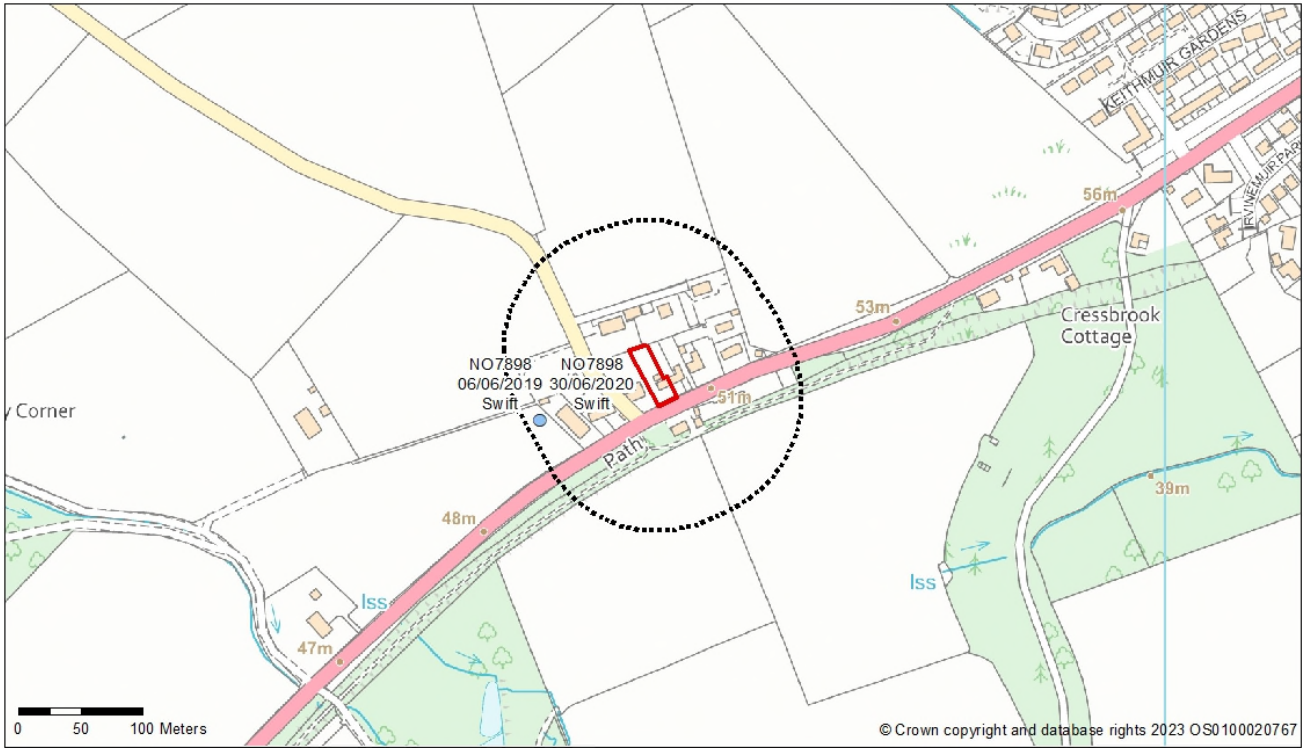 KEITHMUIR GARDENS
IRVINEMUIR PARK
56m
53m
Cressbrook
Cottage
NO7898
06/06/2019
Swift
NO7898
30/06/2020
Swift
51m
y Corner
Path
39m
48m
Iss
Iss
47m
0 50 100 Meters
© Crown copyright and database rights 2023 OS0100020767